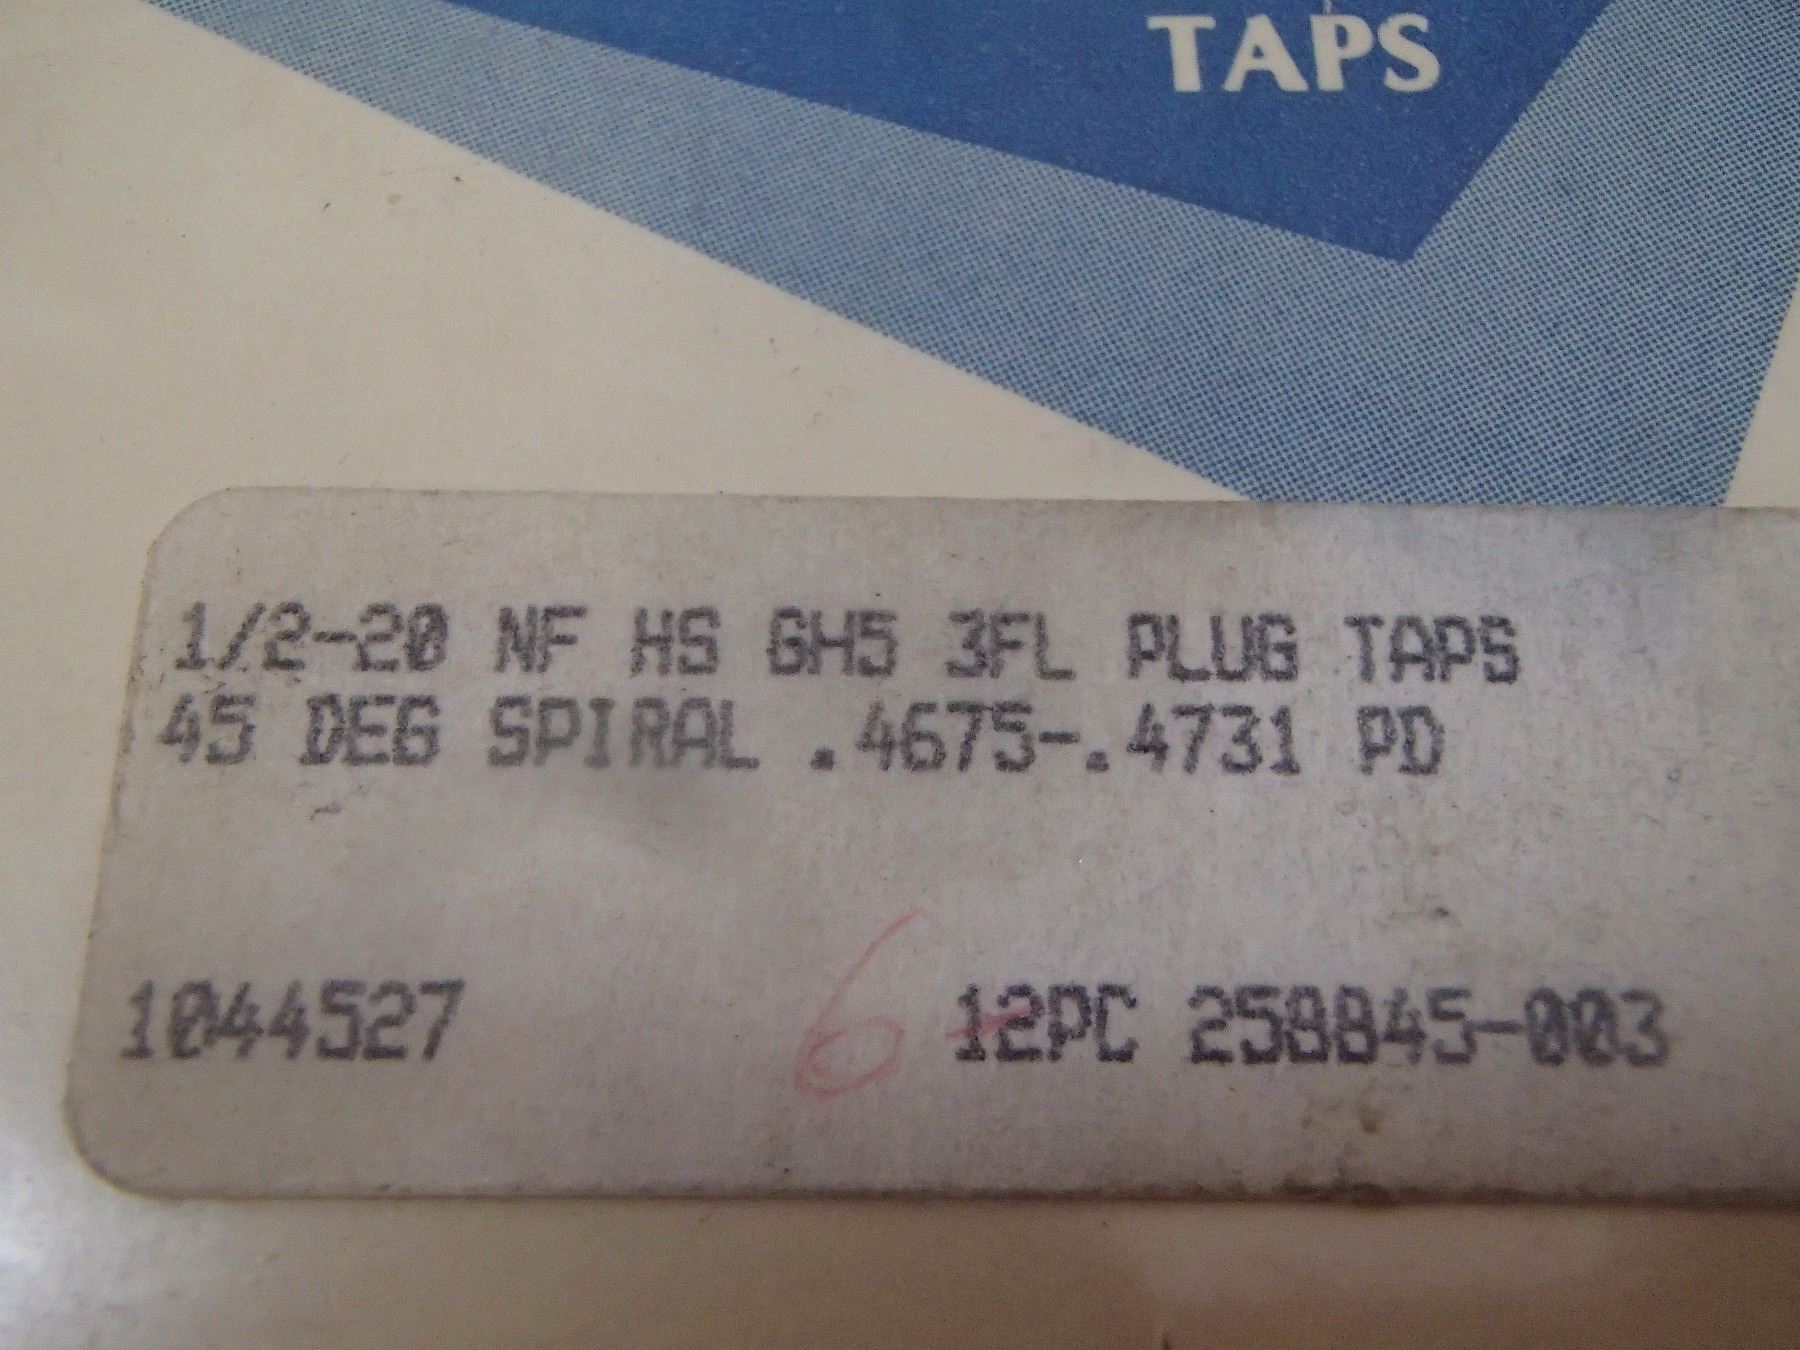 TAPS
1/2-20 NF HS GH5 3FL PLUG TAPS
45 DEG SPIRAL .4675-.4731 PD
1044527 6 12PC 258845-003